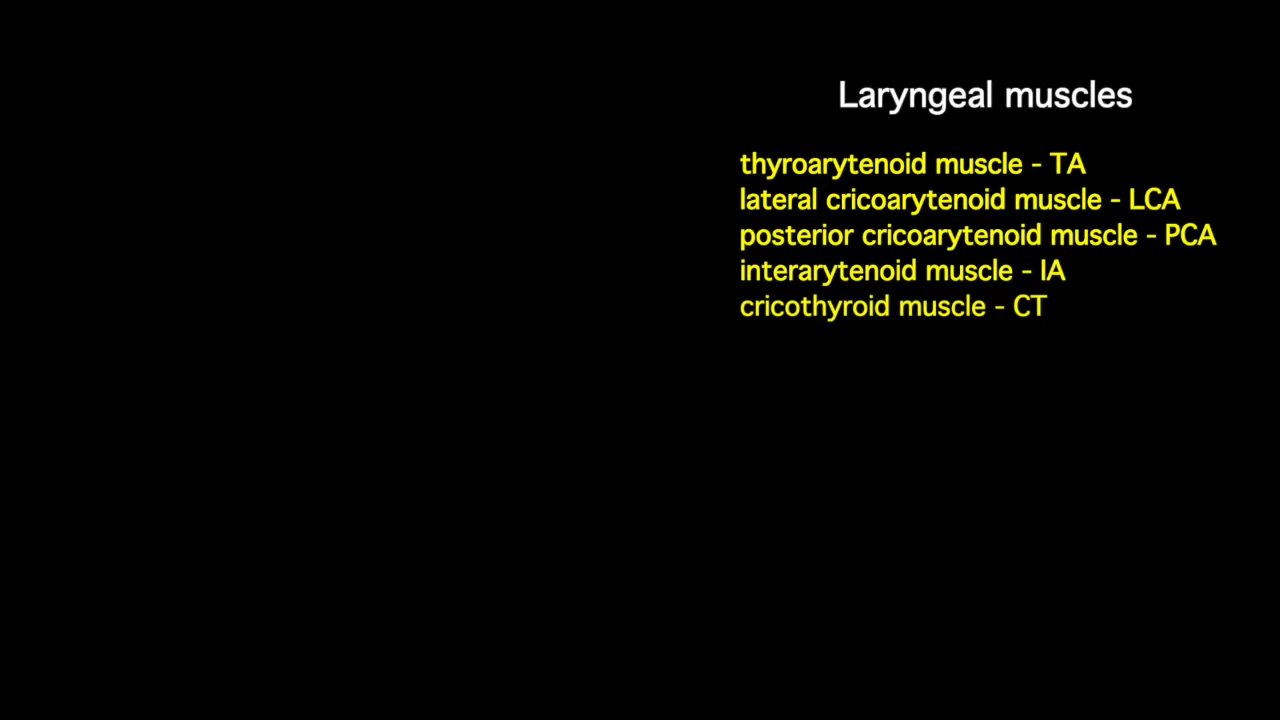 Laryngeal muscles
thyroarytenoid muscle - TA
lateral cricoarytenoid muscle - LCA
posterior cricoarytenoid muscle - PCA
interarytenoid muscle - IA
cricothyroid muscle - CT